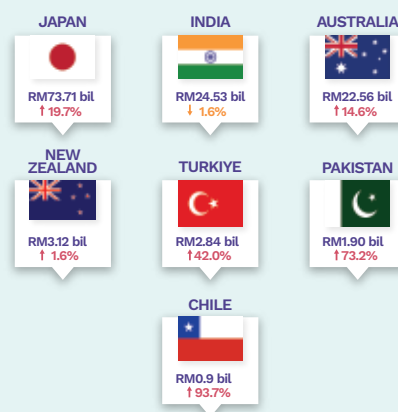 JAPAN
RM73.71 bil
↑ 19.7%
INDIA
RM24.53 bil
↓ 1.6%
AUSTRALIA
RM22.56 bil
↑ 14.6%
NEW
ZEALAND
RM3.12 bil
↑ 1.6%
TURKIYE
RM2.84 bil
↑ 42.0%
PAKISTAN
RM1.90 bil
↑ 73.2%
CHILE
RM0.9 bil
↑ 93.7%